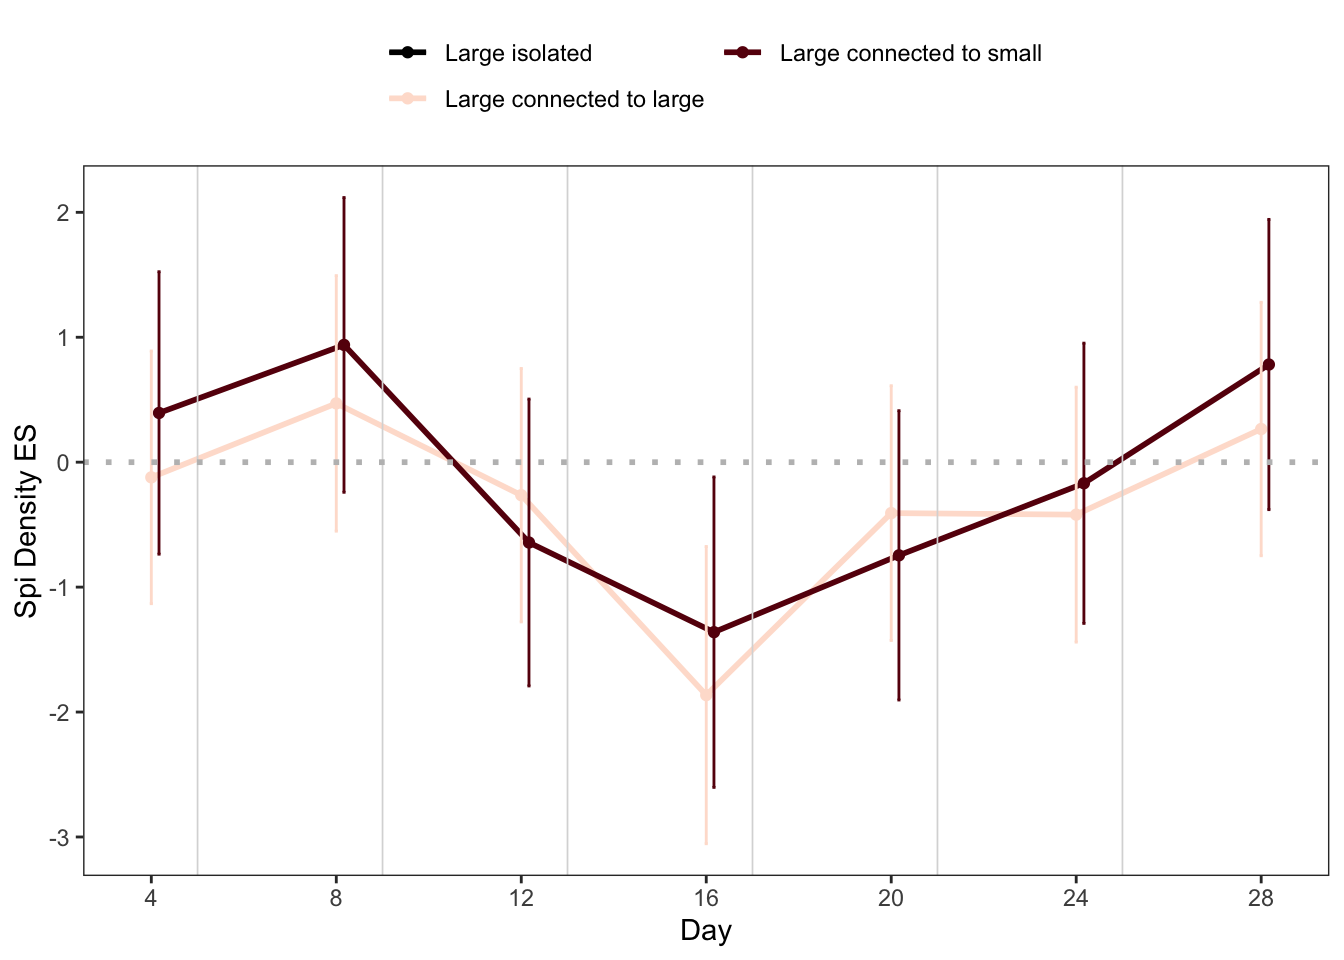 Large isolated
Large connected to small
Large connected to large
Spi Density ES
2
1
0
-1
-2
-3
4 8 12 16 20 24 28
Day